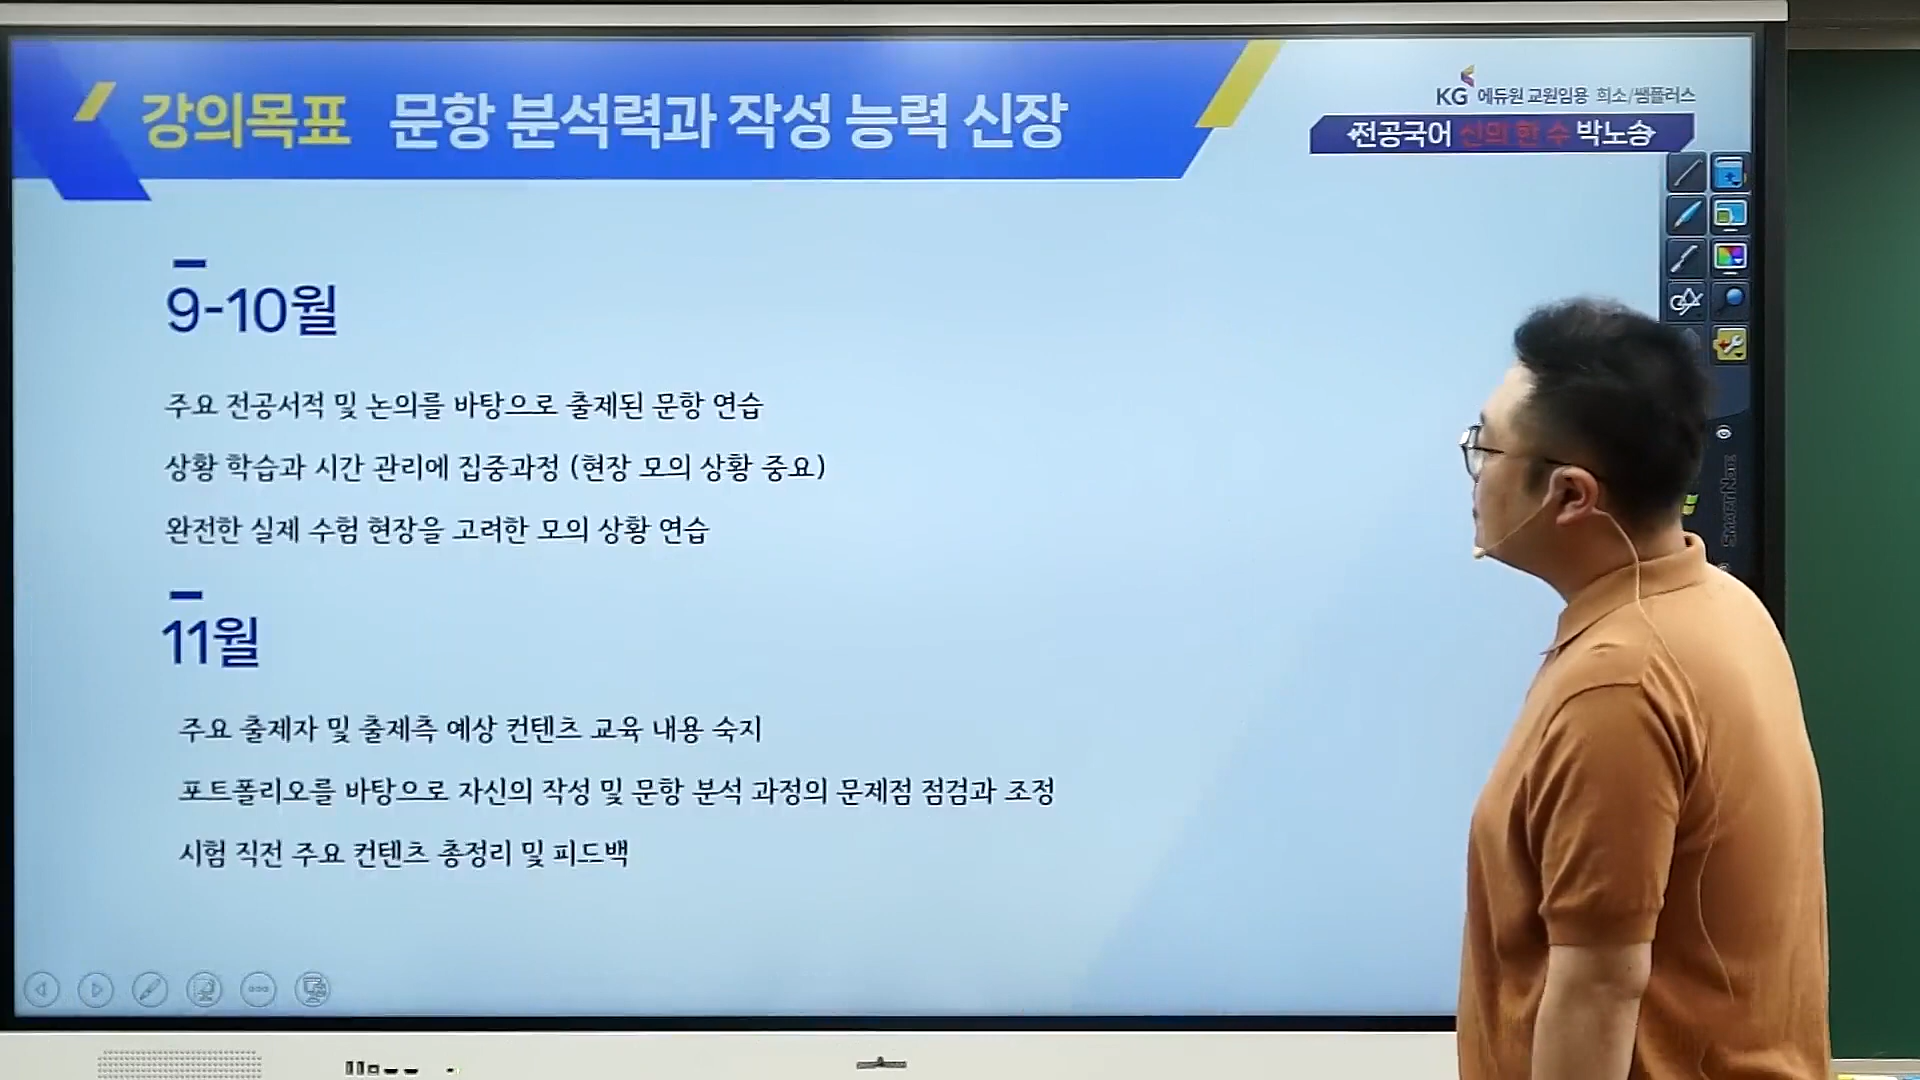 강의목표 문항 분석력과 작성 능력 신장
KG 에듀원 교원임용 희소/쌤플러스
전공국어 신의 한 수 박노송
9-10월
주요 전공서적 및 논의를 바탕으로 출제된 문항 연습
상황 학습과 시간 관리에 집중과정 (현장 모의 상황 중요)
완전한 실제 수험 현장을 고려한 모의 상황 연습
11월
주요 출제자 및 출제측 예상 컨텐츠 교육 내용 숙지
포트폴리오를 바탕으로 자신의 작성 및 문항 분석 과정의 문제점 점검과 조정
시험 직전 주요 컨텐츠 총정리 및 피드백